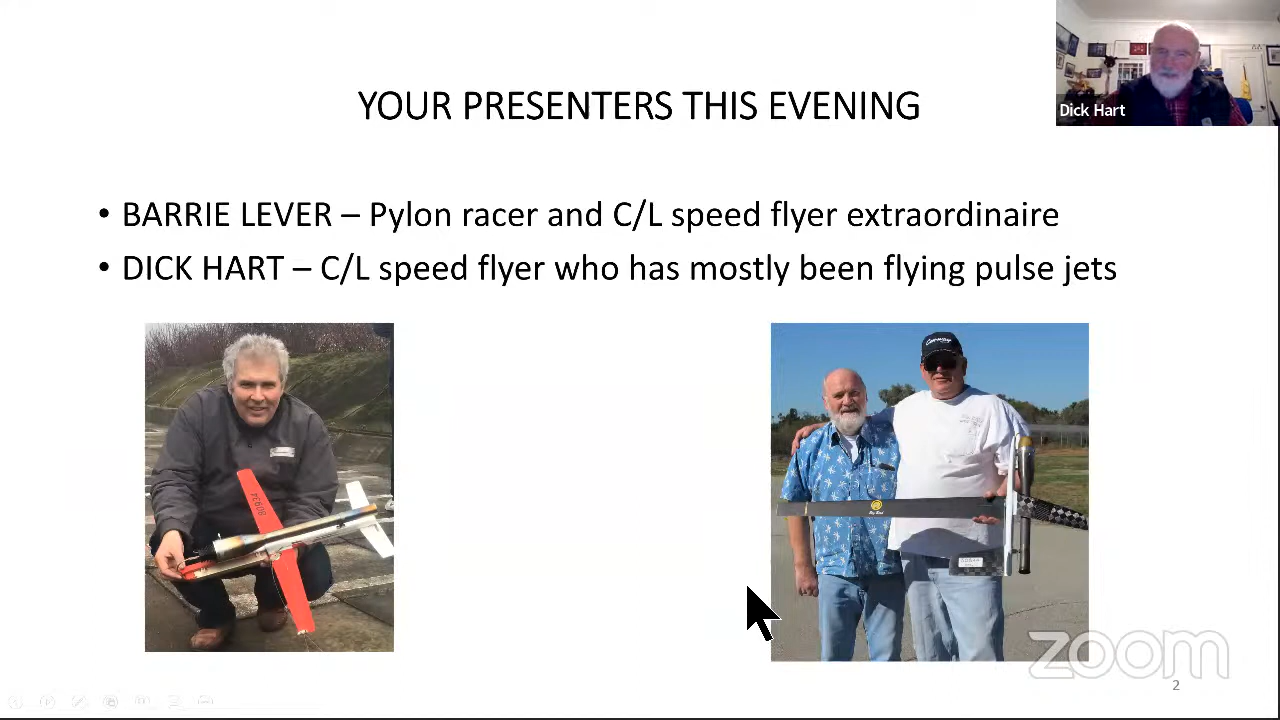 YOUR PRESENTERS THIS EVENING
Dick Hart
• BARRIE LEVER – Pylon racer and C/L speed flyer extraordinaire
• DICK HART – C/L speed flyer who has mostly been flying pulse jets
zoom
2